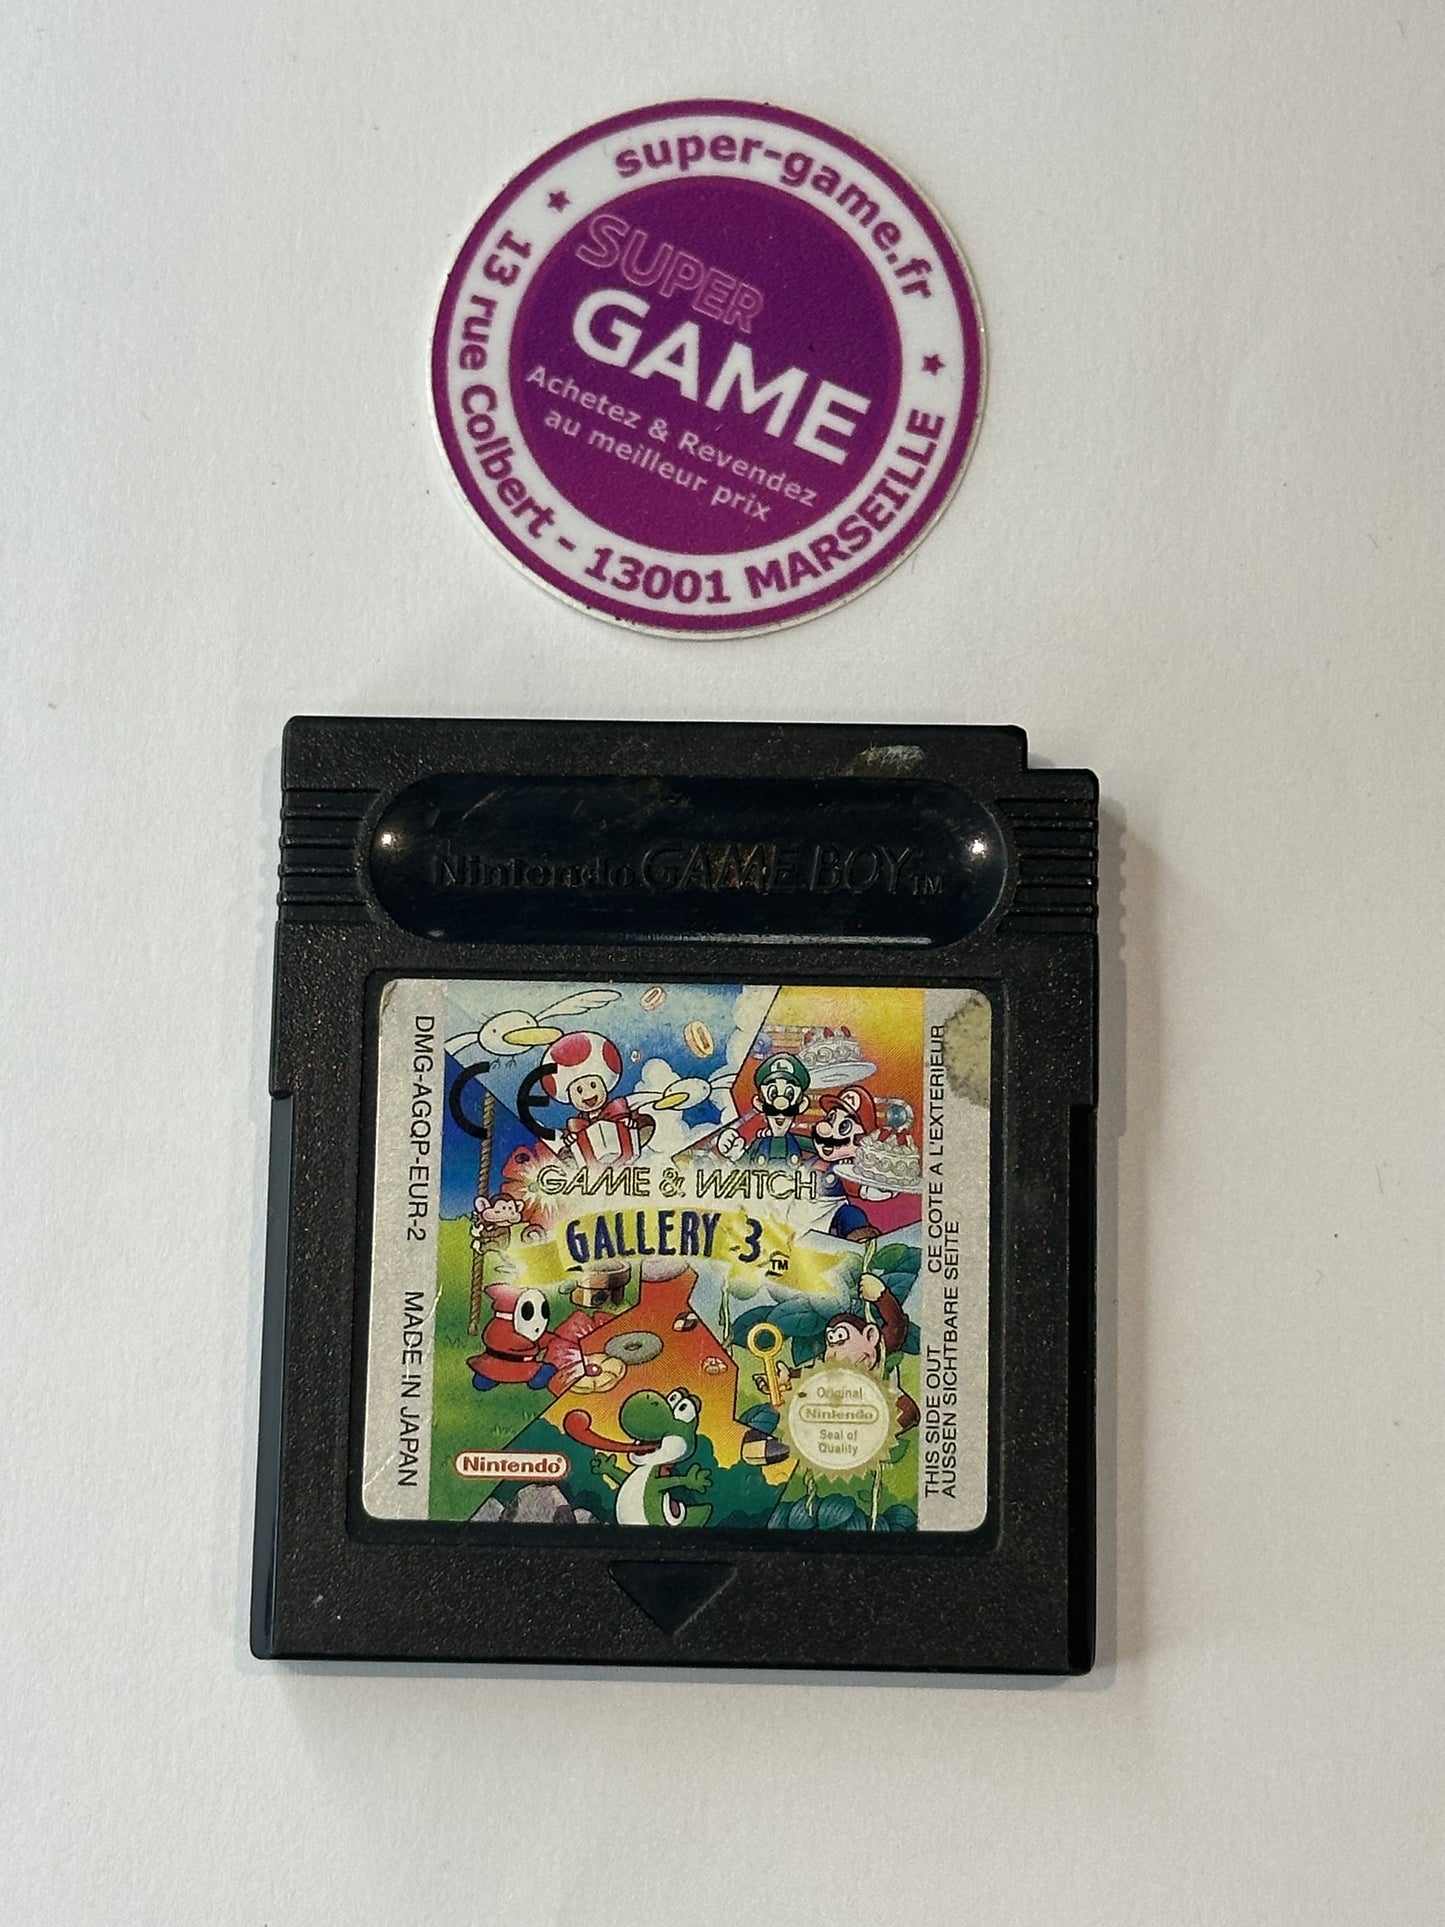 super-game.fr
SUPER
GAME
Achetez & Revendez
au meilleur prix
13 rue Colbert - 13001 MARSEILLE
Nintendo GAME BOY TM
DMG-AGQP-EUR-2 MADE IN JAPAN
CE
L
M
GAME & WATCH
GALLERY 3 TM
Original
Nintendo
Seal of
Quality
Nintendo
THIS SIDE OUT CE COTE A L'EXTERIEUR
AUSSEN SICHTBARE SEITE